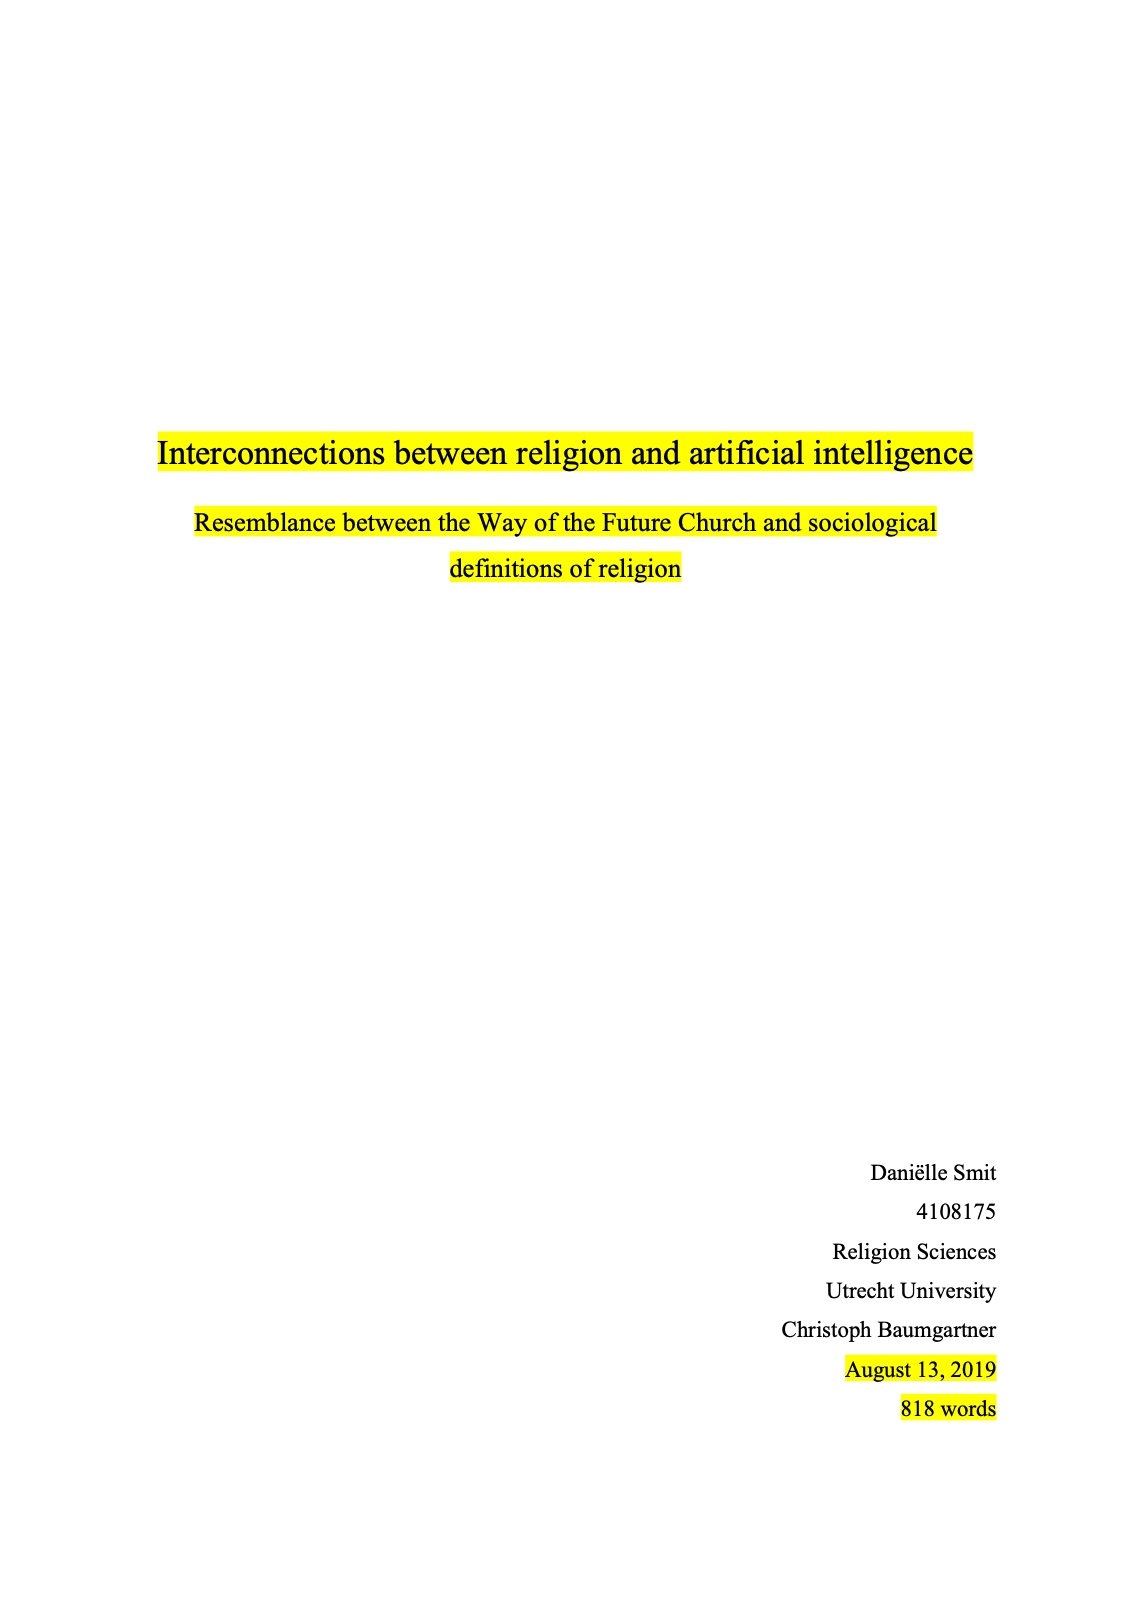 Interconnections between religion and artificial intelligence
Resemblance between the Way of the Future Church and sociological
definitions of religion
Daniëlle Smit
4108175
Religion Sciences
Utrecht University
Christoph Baumgartner
August 13, 2019
818 words